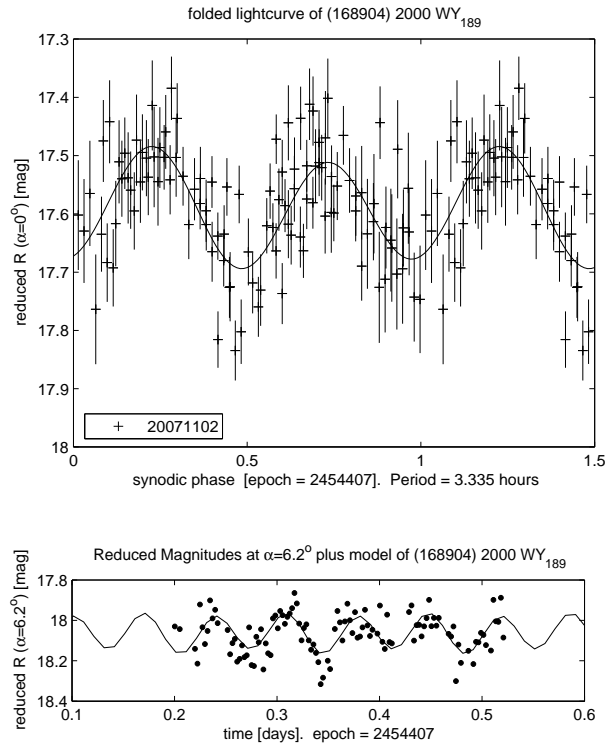 folded lightcurve of (168904) 2000 WY189
reduced R (α=0°) [mag]
17.3
17.4
17.5
17.6
17.7
17.8
17.9
18
20071102
0 0.5 1 1.5
synodic phase [epoch = 2454407]. Period = 3.335 hours
Reduced Magnitudes at α=6.2° plus model of (168904) 2000 WY189
reduced R (α=6.2°) [mag]
17.8
18
18.2
18.4
0.1 0.2 0.3 0.4 0.5 0.6
time [days]. epoch = 2454407